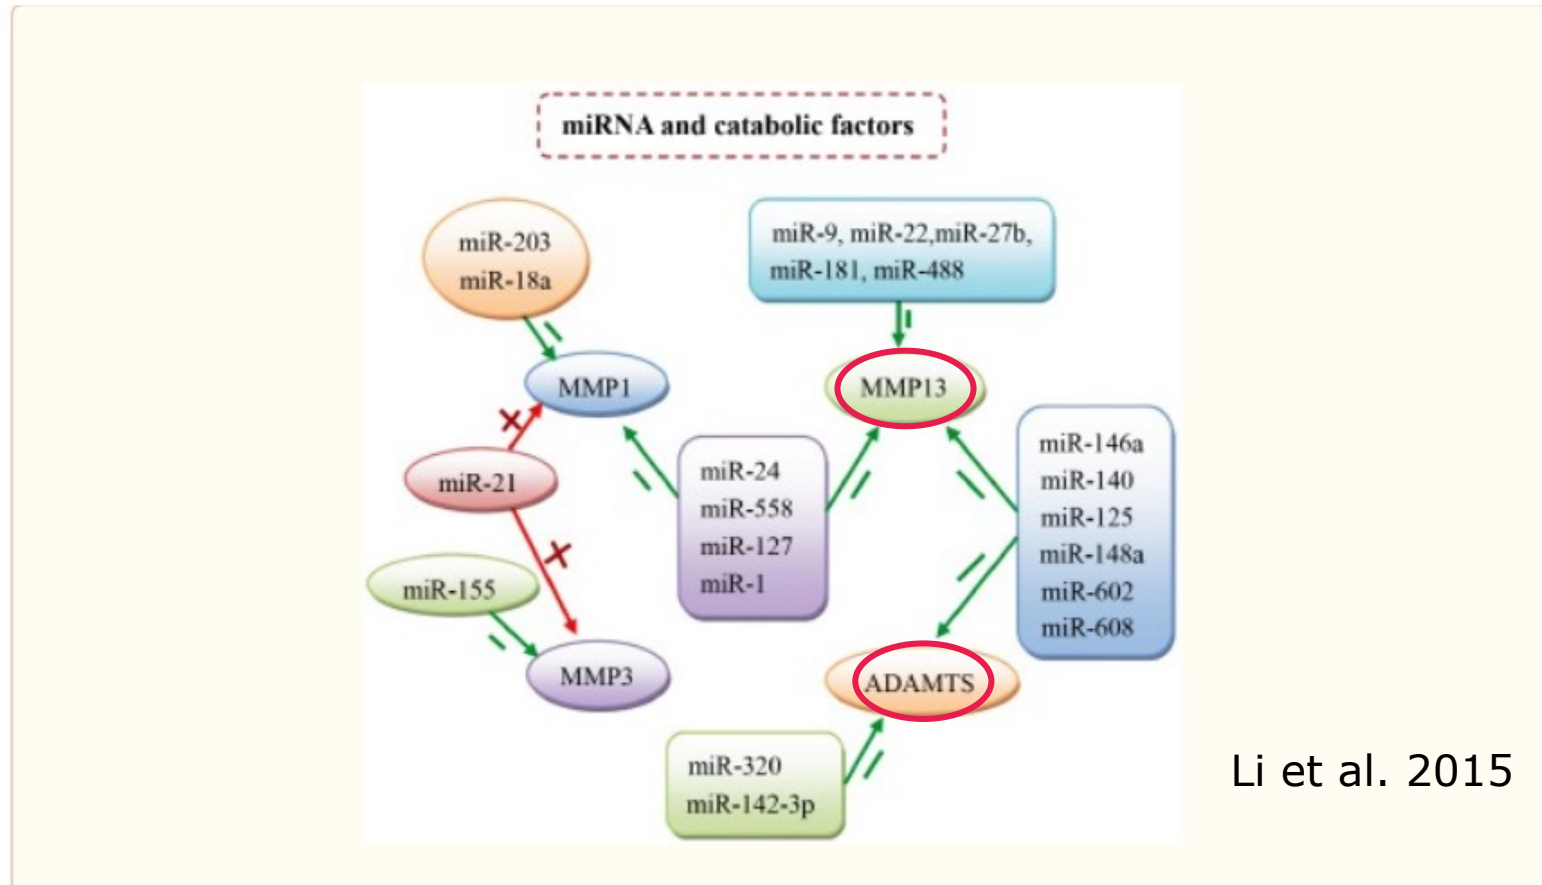 miRNA and catabolic factors
miR-203
miR-18a
miR-9, miR-22,miR-27b,
miR-181, miR-488
MMP1
MMP13
miR-21
miR-24
miR-558
miR-127
miR-1
miR-146a
miR-140
miR-125
miR-148a
miR-602
miR-608
miR-155
MMP3
ADAMTS
miR-320
miR-142-3p
Li et al. 2015